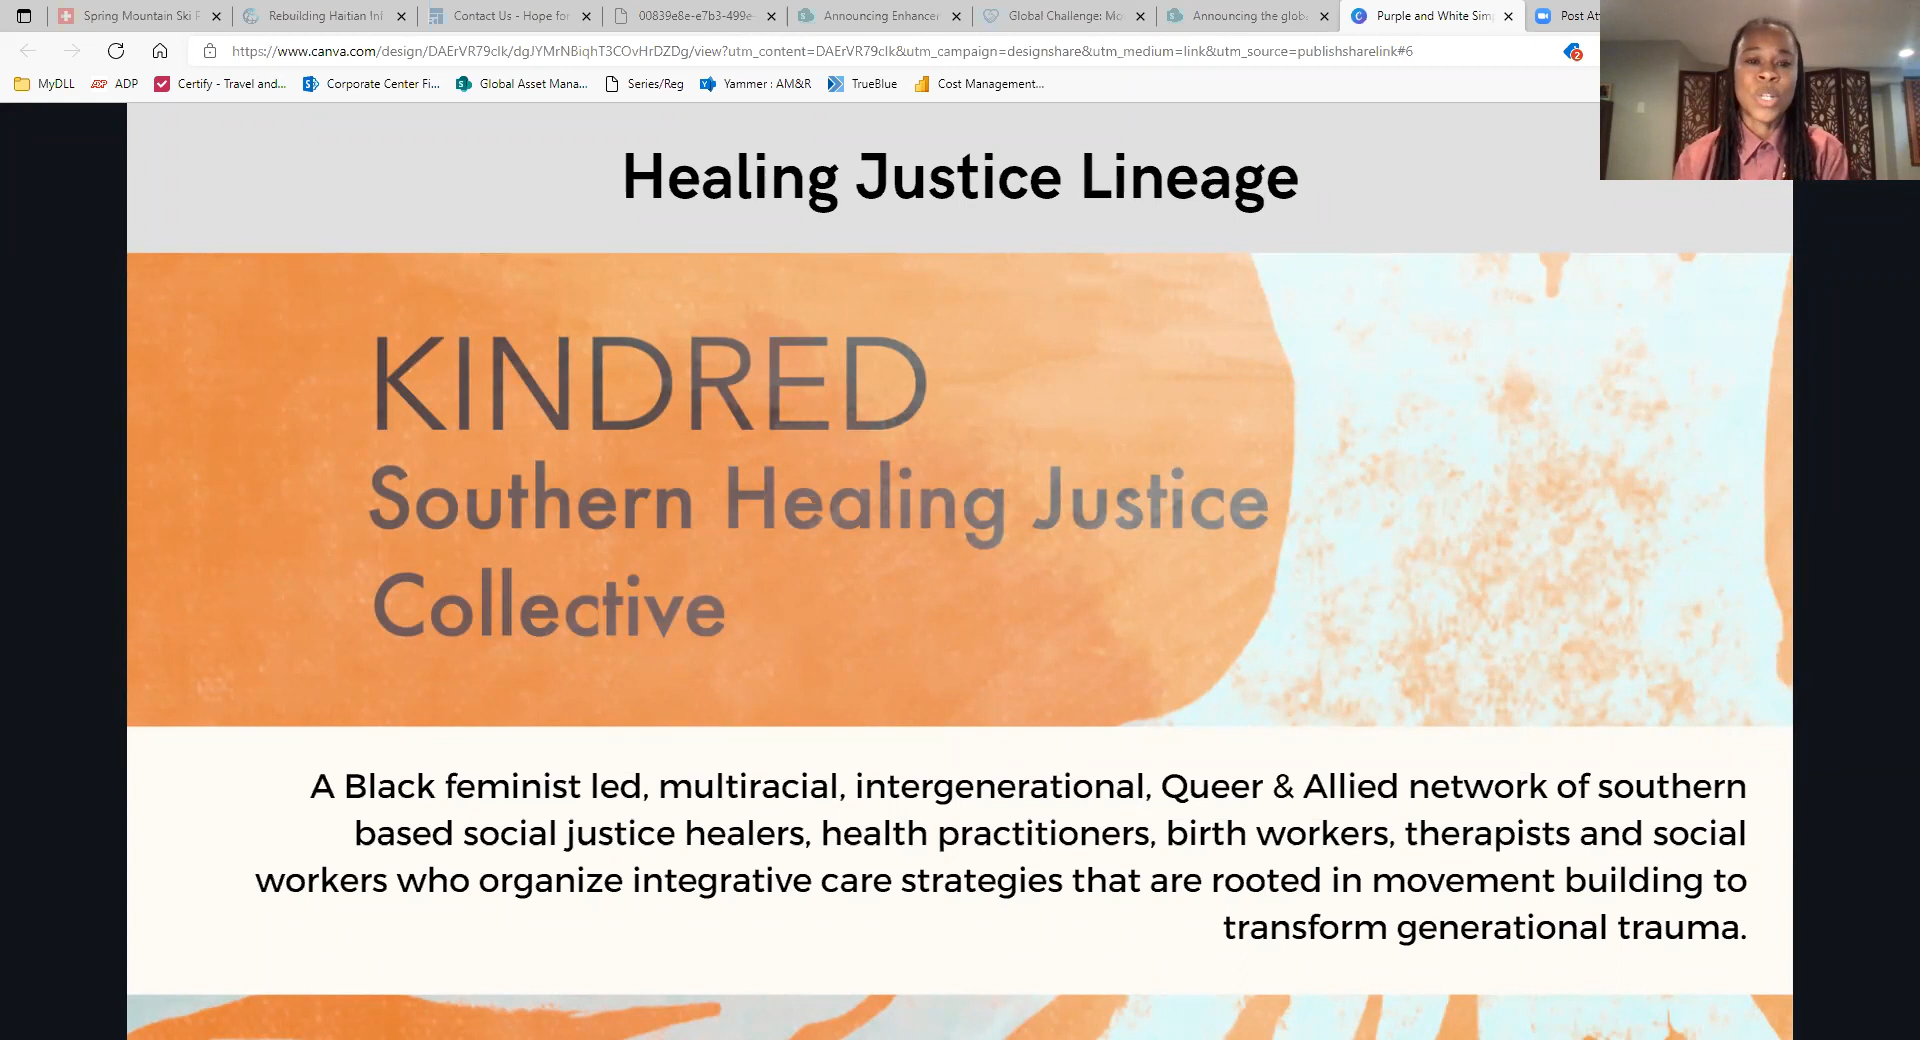 Spring Mountain Ski P
Rebuilding Haitian Inf
Contact Us - Hope for
00839e8e-e7b3-499e-
Announcing Enhancer
Global Challenge: Mo
Announcing the globa
Purple and White Sim
Post At
https://www.canva.com/design/DAErVR79clk/dgJYMrNBiqhT3COvHrDZDg/view?utm_content=DAErVR79clk&utm_campaign=designshare&utm_medium=link&utm_source=publishsharelink#6
2
MyDLL
ADP
Certify - Travel and...
Corporate Center Fi...
Global Asset Mana...
Series/Reg
Yammer : AM&R
TrueBlue
Cost Management...
Healing Justice Lineage
KINDRED
Southern Healing Justice
Collective
A Black feminist led, multiracial, intergenerational, Queer & Allied network of southern
based social justice healers, health practitioners, birth workers, therapists and social
workers who organize integrative care strategies that are rooted in movement building to
transform generational trauma.